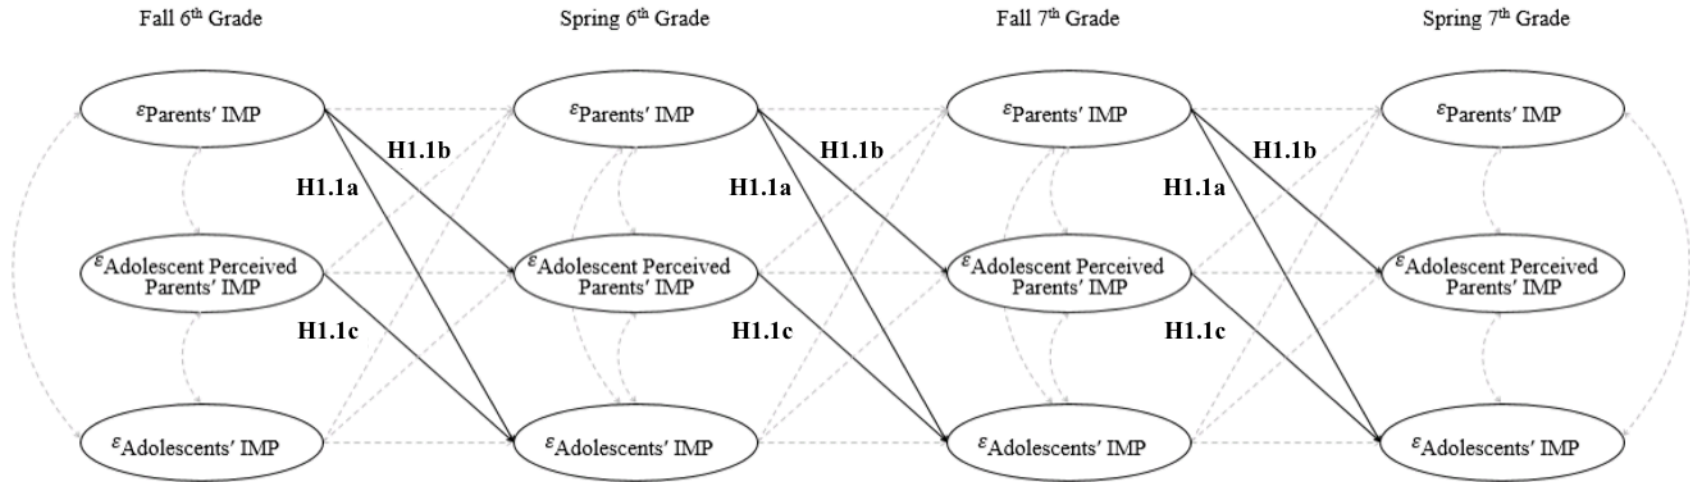 Fall 6th Grade
Spring 6th Grade
Fall 7th Grade
Spring 7th Grade
εParents' IMP
εParents' IMP
εParents' IMP
εParents' IMP
H1.1b
H1.1b
H1.1b
H1.1a
H1.1a
H1.1a
εAdolescent Perceived
Parents' IMP
εAdolescent Perceived
Parents' IMP
εAdolescent Perceived
Parents' IMP
εAdolescent Perceived
Parents' IMP
H1.1c
H1.1c
H1.1c
εAdolescents' IMP
εAdolescents' IMP
εAdolescents' IMP
εAdolescents' IMP